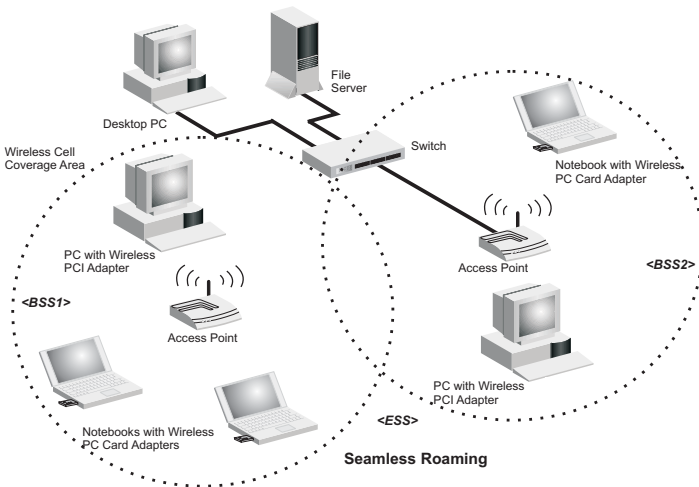 File
Server
Desktop PC
Switch
Wireless Cell
Coverage Area
Notebook with Wireless
PC Card Adapter
PC with Wireless
PCI Adapter
Access Point
<BSS2>
<BSS1>
Access Point
PC with Wireless
PCI Adapter
<ESS>
Notebooks with Wireless
PC Card Adapters
Seamless Roaming